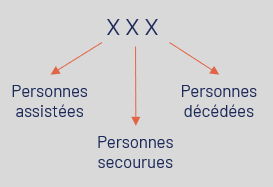 X X X
Personnes
assistées
Personnes
secourues
Personnes
décédées